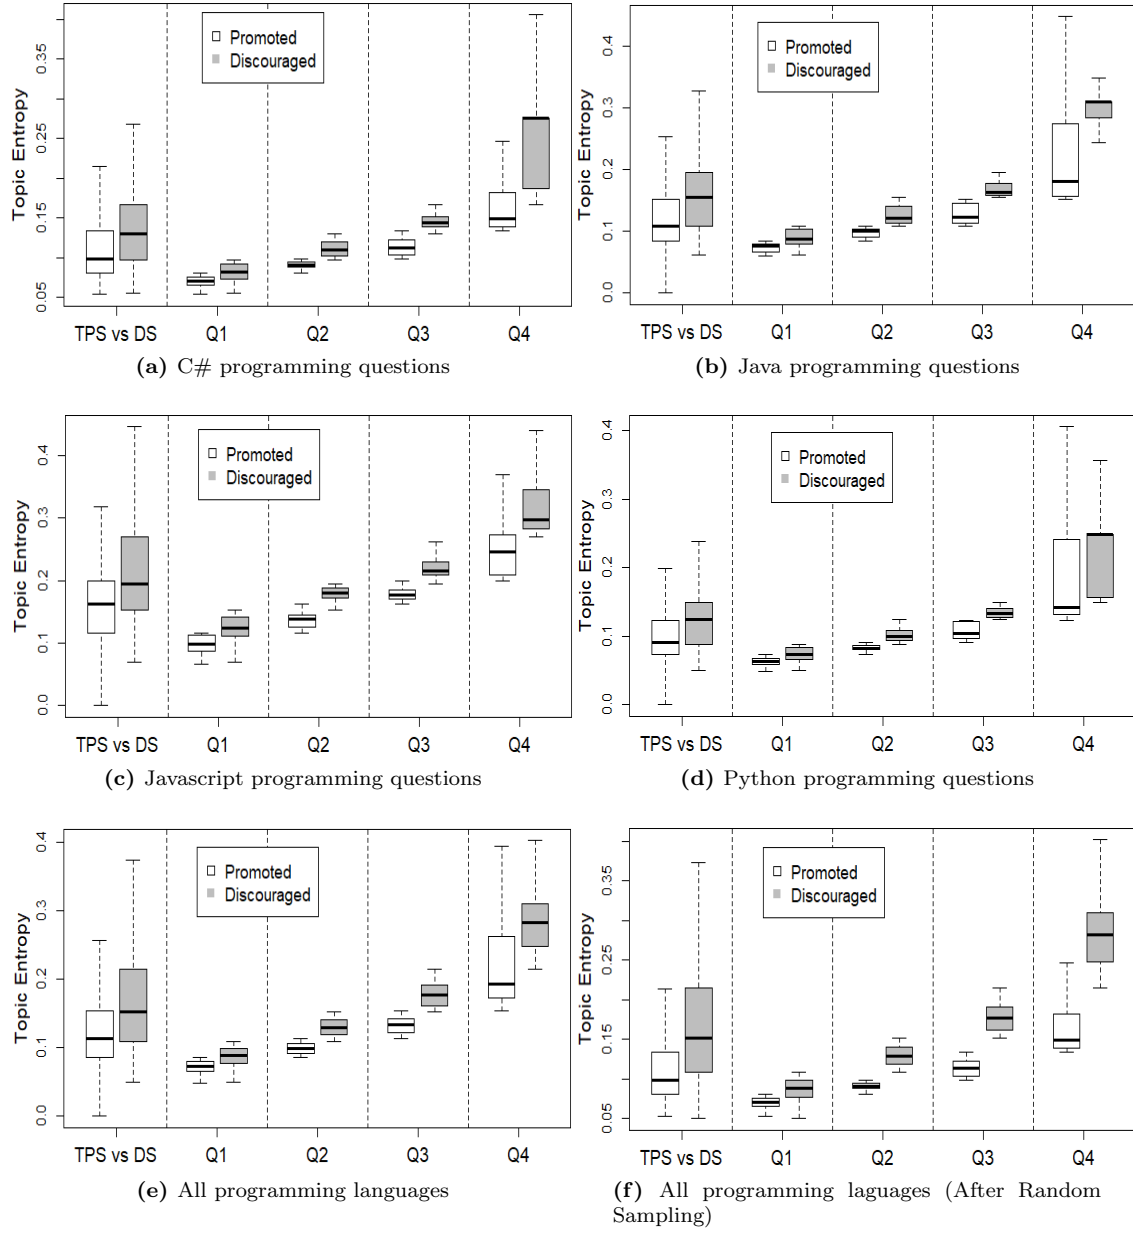 Topic Entropy
0.05 0.15 0.25 0.35
Promoted
Discouraged
TPS vs DS Q1 Q2 Q3 Q4
(a) C# programming questions
Topic Entropy
0.0 0.1 0.2 0.3 0.4
Promoted
Discouraged
TPS vs DS Q1 Q2 Q3 Q4
(b) Java programming questions
Topic Entropy
0.0 0.1 0.2 0.3 0.4
Promoted
Discouraged
TPS vs DS Q1 Q2 Q3 Q4
(c) Javascript programming questions
Topic Entropy
0.0 0.1 0.2 0.3 0.4
Promoted
Discouraged
TPS vs DS Q1 Q2 Q3 Q4
(d) Python programming questions
Topic Entropy
0.0 0.1 0.2 0.3 0.4
Promoted
Discouraged
TPS vs DS Q1 Q2 Q3 Q4
(e) All programming languages
Topic Entropy
0.05 0.15 0.25 0.35
Promoted
Discouraged
TPS vs DS Q1 Q2 Q3 Q4
(f) All programming laguages (After Random
Sampling)